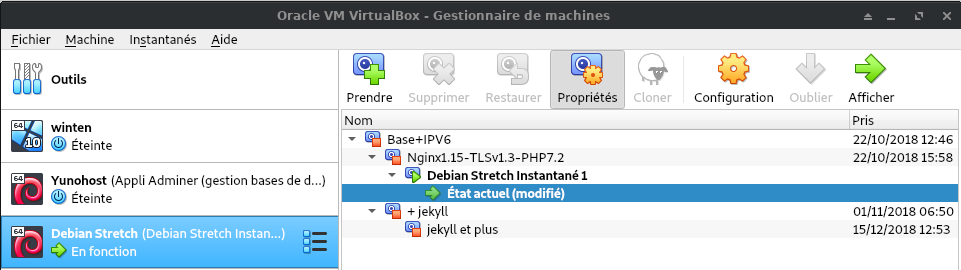 Oracle VM VirtualBox - Gestionnaire de machines
Fichier Machine Instantanés Aide
Outils
64
10
winten
Éteinte
64
Yunohost (Appli Adminer (gestion bases de d...)
Éteinte
64
Debian Stretch (Debian Stretch Instan...)
En fonction
Prendre Supprimer Restaurer Propriétés Cloner Configuration Oublier Afficher
Nom Pris
Base+IPV6 22/10/2018 12:46
Nginx1.15-TLSv1.3-PHP7.2 22/10/2018 15:58
Debian Stretch Instantané 1
État actuel (modifié)
+ jekyll 01/11/2018 06:50
jekyll et plus 15/12/2018 12:53